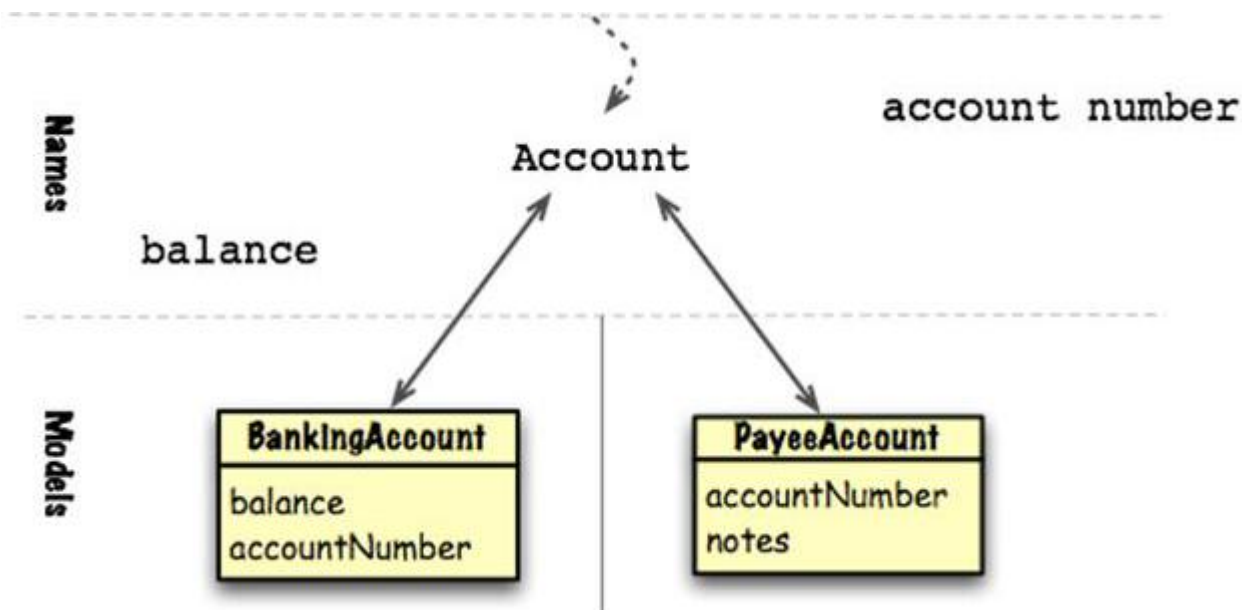 account number
Names
Account
balance
Models
BankingAccount
balance
accountNumber
PayeeAccount
accountNumber
notes